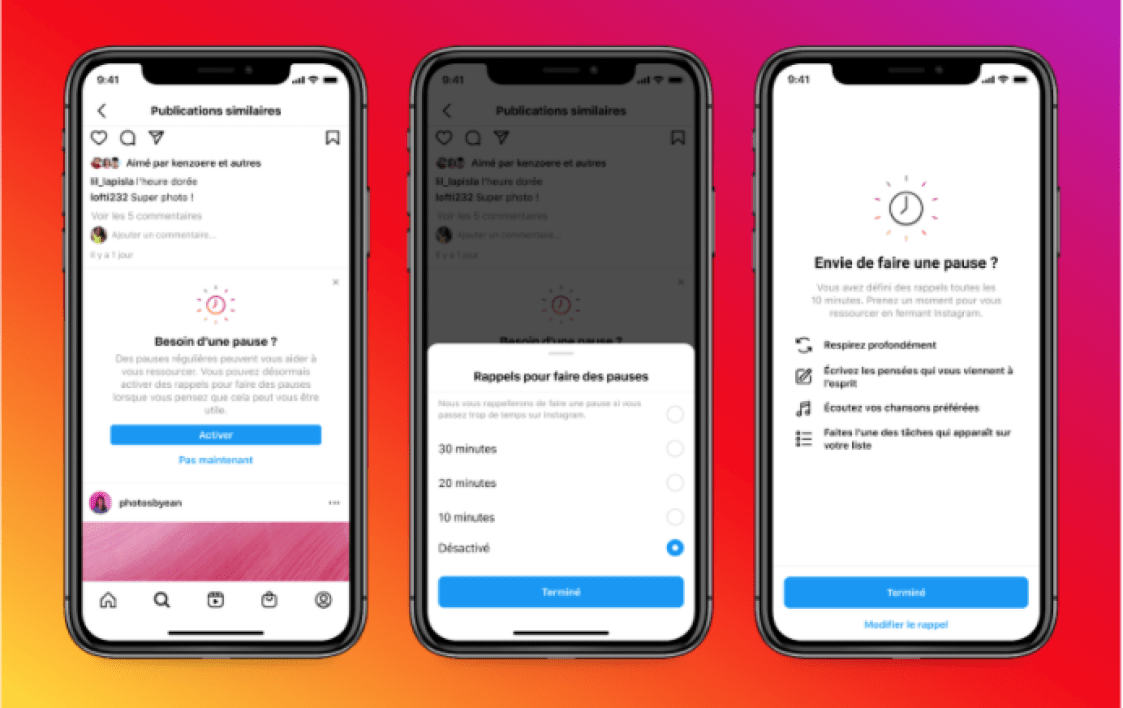 9:41
Publications similaires
Aimé par kenzoere et autres
lil_lapisla l'heure dorée
lofti232 Super photo !
Voir les 5 commentaires
Ajouter un commentaire...
Il y a 1 jour
Besoin d'une pause ?
Des pauses régulières peuvent vous aider à
vous ressourcer. Vous pouvez désormais
activer des rappels pour faire des pauses
lorsque vous pensez que cela peut vous être
utile.
Activer
Pas maintenant
photosbyean
9:41
Publications similaires
Aimé par kenzoere et autres
lil_lapisla l'heure dorée
lofti232 Super photo !
Voir les 5 commentaires
Ajouter un commentaire...
Il y a 1 jour
Besoin d'une pause ?
Rappels pour faire des pauses
Nous vous rappellerons de faire une pause si vous
passez trop de temps sur Instagram.
30 minutes
20 minutes
10 minutes
Désactivé
Terminé
9:41
Envie de faire une pause ?
Vous avez défini des rappels toutes les
10 minutes. Prenez un moment pour vous
ressourcer en fermant Instagram.
Respirez profondément
Écrivez les pensées qui vous viennent à
l'esprit
Écoutez vos chansons préférées
Faites l'une des tâches qui apparaît sur
votre liste
Terminé
Modifier le rappel